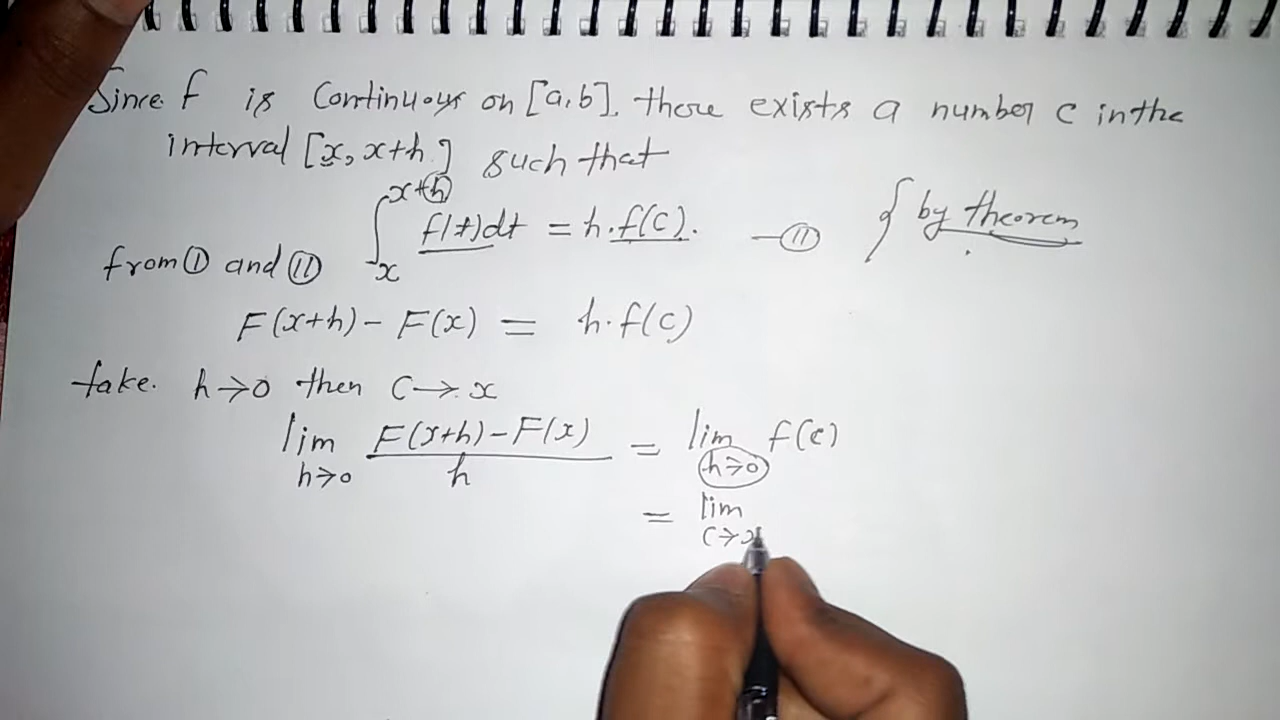 Since f is Continuous on [a,b], there exists a number c in the
interval [x, x+h] such that
∫ₓˣ⁺ʰ f(t)dt = h·f(c). —(II) { by theorem
from (I) and (II)
F(x+h) - F(x) = h·f(c)
take. h→0 then C→x
lim h→0 F(x+h)-F(x) / h = lim h→0 f(c)
= lim c→x